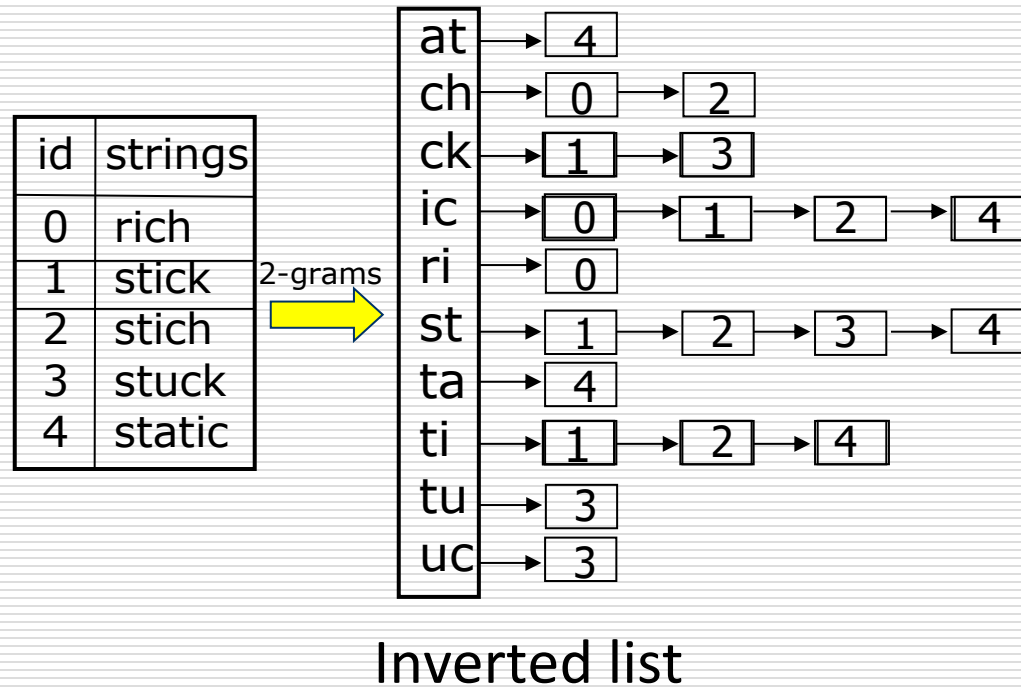 id strings
0 rich
1 stick
2 stich
3 stuck
4 static
2-grams
at 4
ch 0 2
ck 1 3
ic 0 1 2 4
ri 0
st 1 2 3 4
ta 4
ti 1 2 4
tu 3
uc 3
Inverted list